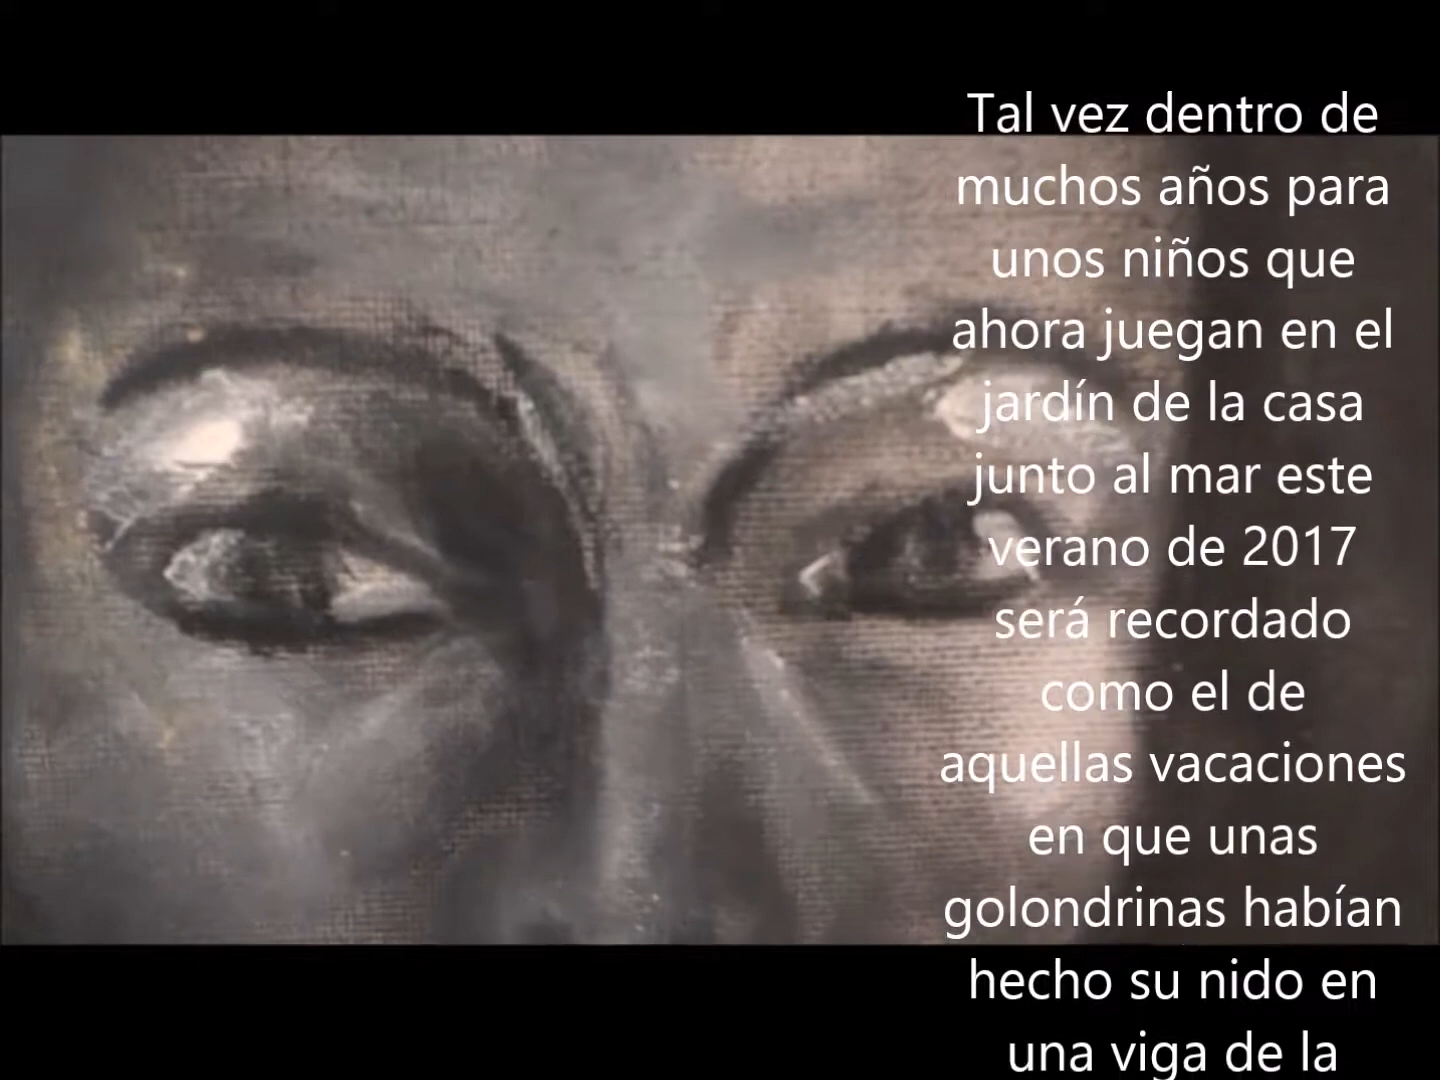 Tal vez dentro de
muchos años para
unos niños que
ahora juegan en el
jardín de la casa
junto al mar este
verano de 2017
será recordado
como el de
aquellas vacaciones
en que unas
golondrinas habían
hecho su nido en
una viga de la